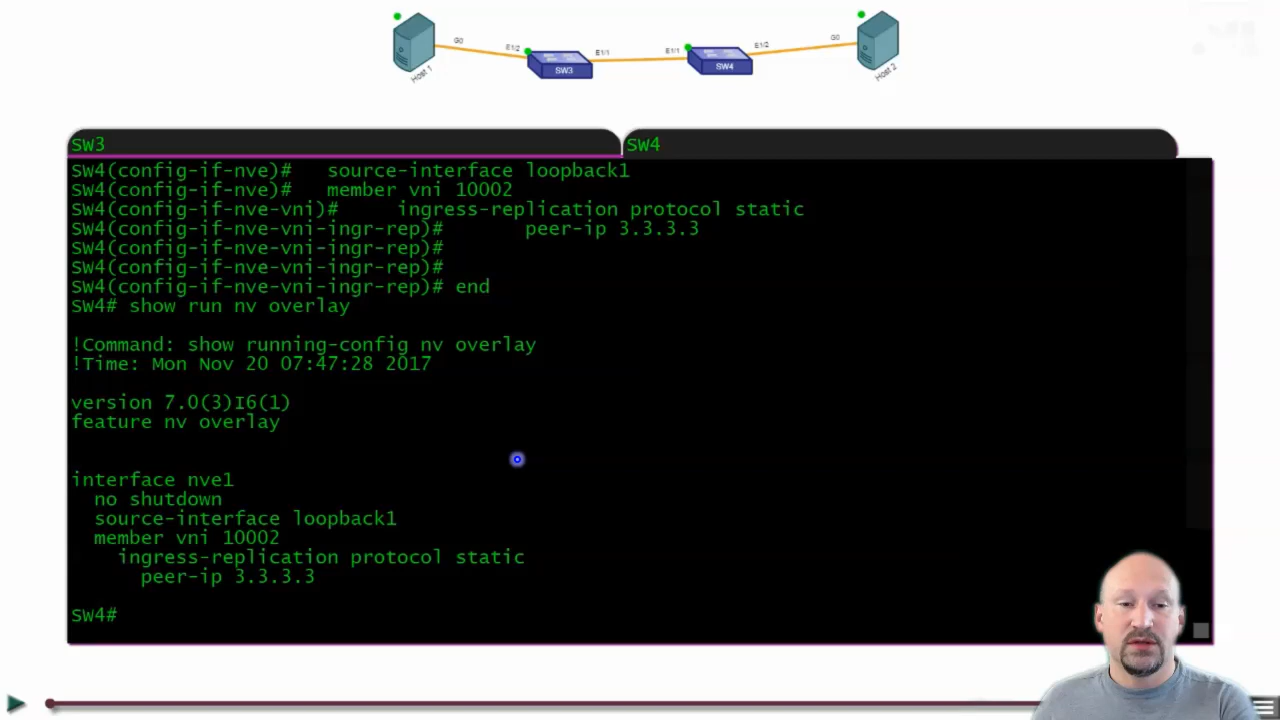 G0
E1/2
SW3
E1/1
E1/1
SW4
E1/2
G0
Host 1
Host 2
SW3
SW4
SW4(config-if-nve)#   source-interface loopback1
SW4(config-if-nve)#   member vni 10002
SW4(config-if-nve-vni)#     ingress-replication protocol static
SW4(config-if-nve-vni-ingr-rep)#       peer-ip 3.3.3.3
SW4(config-if-nve-vni-ingr-rep)#
SW4(config-if-nve-vni-ingr-rep)#
SW4(config-if-nve-vni-ingr-rep)# end
SW4# show run nv overlay
!Command: show running-config nv overlay
!Time: Mon Nov 20 07:47:28 2017
version 7.0(3)I6(1)
feature nv overlay
interface nve1
  no shutdown
  source-interface loopback1
  member vni 10002
    ingress-replication protocol static
      peer-ip 3.3.3.3
SW4#